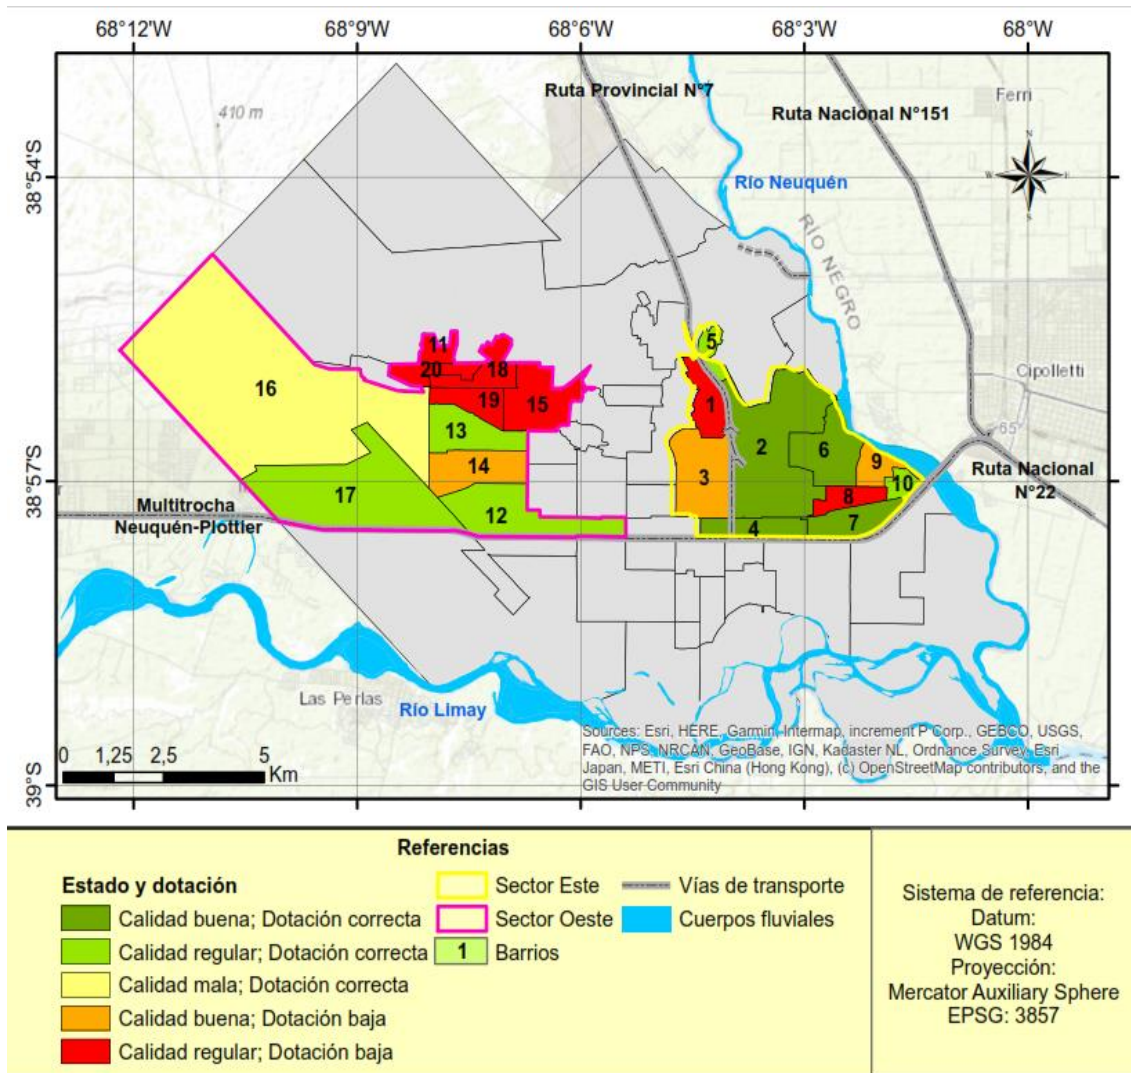 68°12'W 68°9'W 68°6'W 68°3'W 68°W
Ruta Provincial N°7
Ferri
410 m
Ruta Nacional N°151
N
W E
S
38°54'S
Río Neuquén
RÍO NEGRO
5
11
20 18
Cipolletti
16
19 15
1
13
2 6
65
14
3
9
Ruta Nacional
N°22
38°57'S
17
10
8
Multitrocha
Neuquén-Plottier
12
7
4
Las Perlas
Río Limay
Sources: Esri, HERE, Garmin, Intermap, increment P Corp., GEBCO, USGS,
FAO, NPS, NRCAN, GeoBase, IGN, Kadaster NL, Ordnance Survey, Esri
Japan, METI, Esri China (Hong Kong), (c) OpenStreetMap contributors, and the
GIS User Community
0 1,25 2,5 5
Km
39°S
Referencias
Estado y dotación
Calidad buena; Dotación correcta
Calidad regular; Dotación correcta
Calidad mala; Dotación correcta
Calidad buena; Dotación baja
Calidad regular; Dotación baja
Sector Este
Sector Oeste
1 Barrios
Vías de transporte
Cuerpos fluviales
Sistema de referencia:
Datum:
WGS 1984
Proyección:
Mercator Auxiliary Sphere
EPSG: 3857